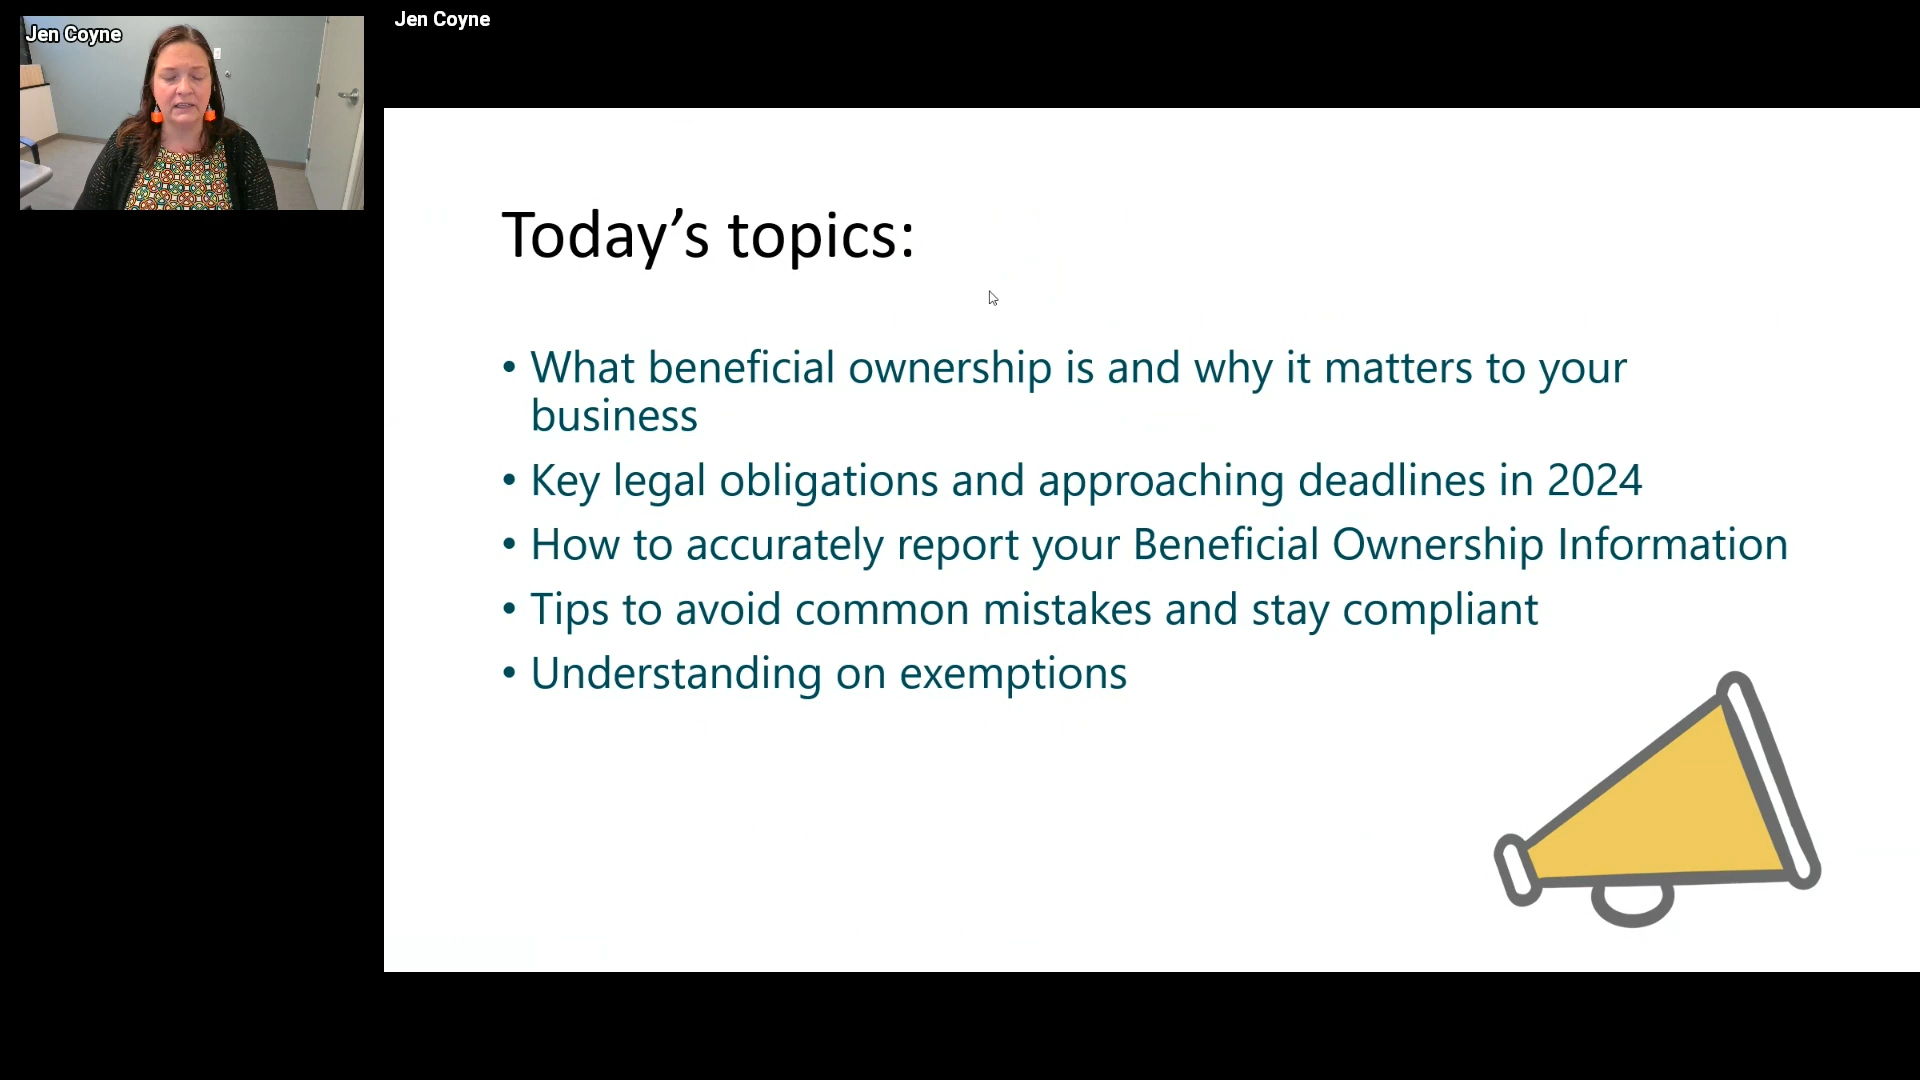 Jen Coyne
Jen Coyne
Today’s topics:
• What beneficial ownership is and why it matters to your
business
• Key legal obligations and approaching deadlines in 2024
• How to accurately report your Beneficial Ownership Information
• Tips to avoid common mistakes and stay compliant
• Understanding on exemptions